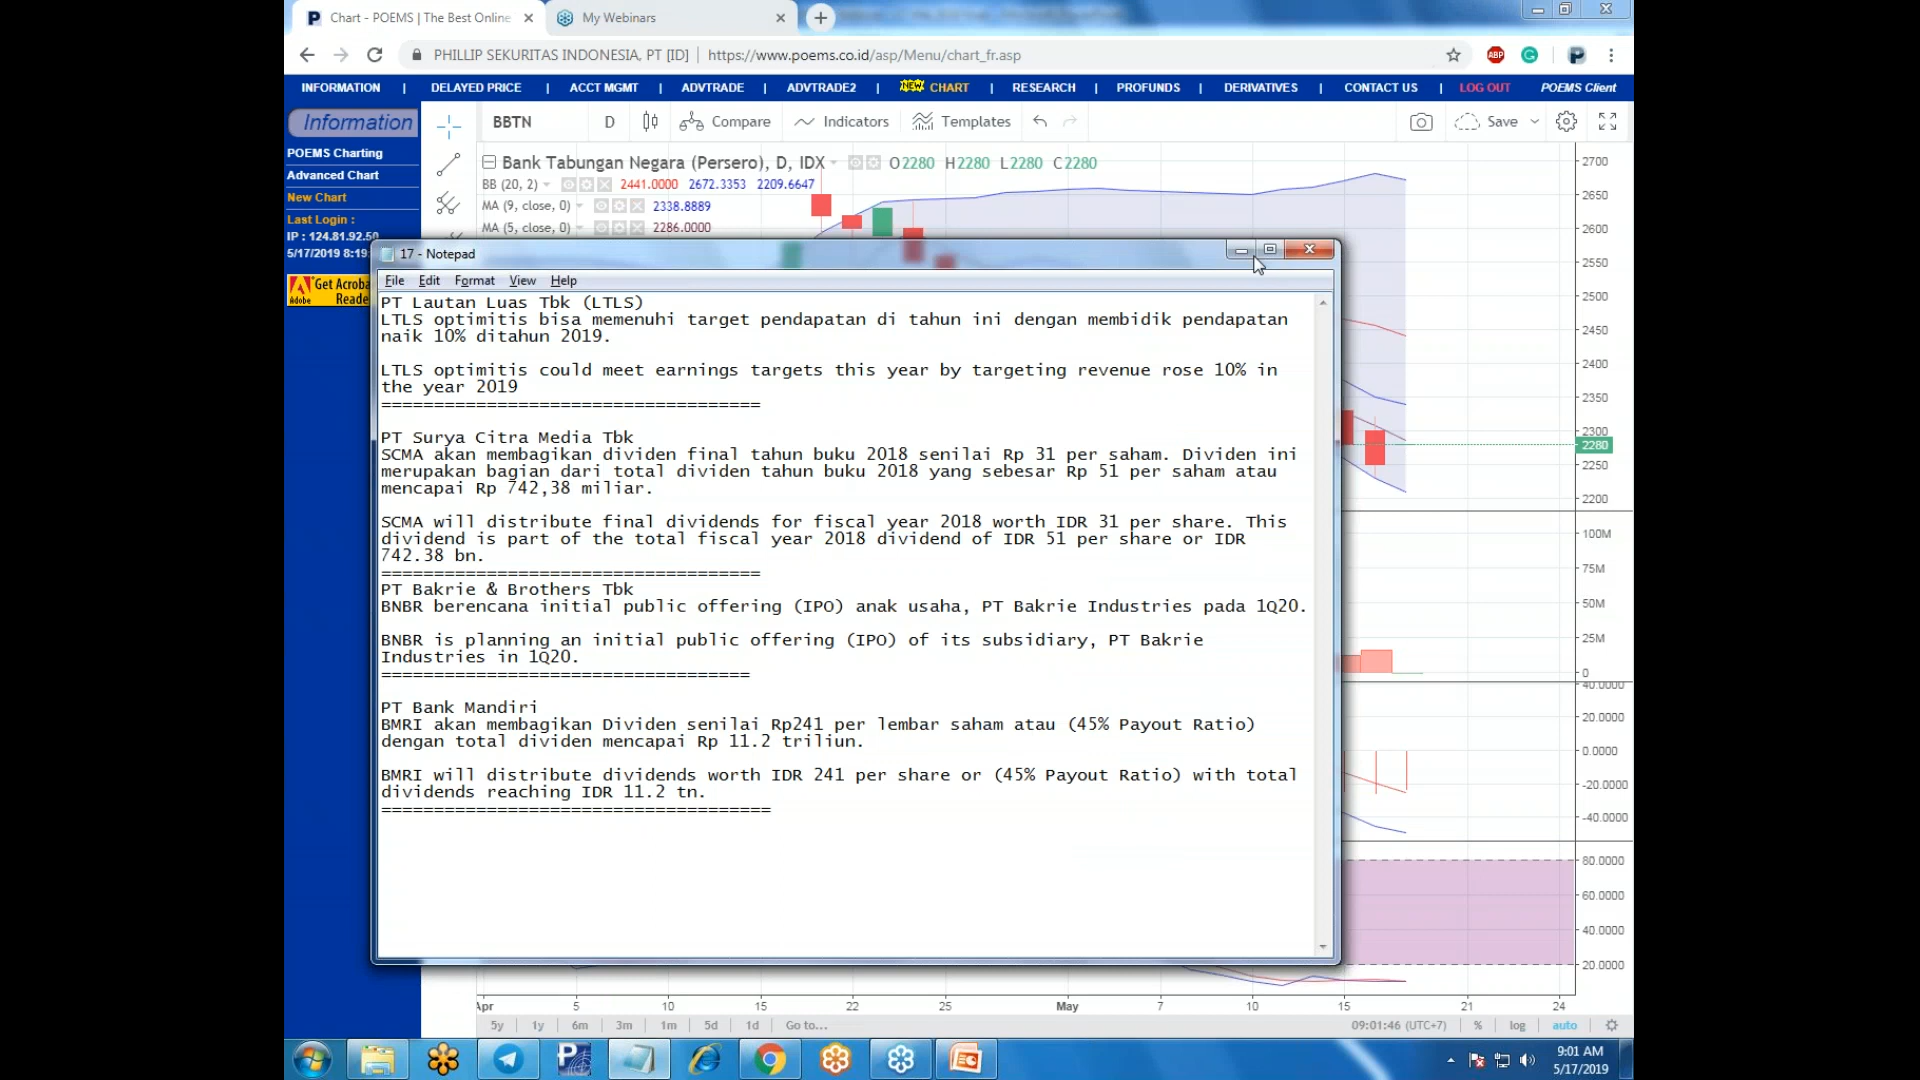 Chart - POEMS | The Best Online
My Webinars
PHILLIP SEKURITAS INDONESIA, PT [ID] | https://www.poems.co.id/asp/Menu/chart_fr.asp
INFORMATION | DELAYED PRICE | ACCT MGMT | ADVTRADE | ADVTRADE2 | NEW CHART | RESEARCH | PROFUNDS | DERIVATIVES | CONTACT US | LOG OUT POEMS Client
Information
POEMS Charting
Advanced Chart
New Chart
Last Login :
IP : 124.81.92.50
5/17/2019 8:19:
Get Acroba
Reade
Adobe
BBTN D Compare Indicators Templates Save
Bank Tabungan Negara (Persero), D, IDX O2280 H2280 L2280 C2280
BB (20, 2) 2441.0000 2672.3353 2209.6647
MA (9, close, 0) 2338.8889
MA (5, close, 0) 2286.0000
17 - Notepad
File Edit Format View Help
PT Lautan Luas Tbk (LTLS)
LTLS optimitis bisa memenuhi target pendapatan di tahun ini dengan membidik pendapatan
naik 10% ditahun 2019.
LTLS optimitis could meet earnings targets this year by targeting revenue rose 10% in
the year 2019
====================================
PT Surya Citra Media Tbk
SCMA akan membagikan dividen final tahun buku 2018 senilai Rp 31 per saham. Dividen ini
merupakan bagian dari total dividen tahun buku 2018 yang sebesar Rp 51 per saham atau
mencapai Rp 742,38 miliar.
SCMA will distribute final dividends for fiscal year 2018 worth IDR 31 per share. This
dividend is part of the total fiscal year 2018 dividend of IDR 51 per share or IDR
742.38 bn.
====================================
PT Bakrie & Brothers Tbk
BNBR berencana initial public offering (IPO) anak usaha, PT Bakrie Industries pada 1Q20.
BNBR is planning an initial public offering (IPO) of its subsidiary, PT Bakrie
Industries in 1Q20.
===================================
PT Bank Mandiri
BMRI akan membagikan Dividen senilai Rp241 per lembar saham atau (45% Payout Ratio)
dengan total dividen mencapai Rp 11.2 triliun.
BMRI will distribute dividends worth IDR 241 per share or (45% Payout Ratio) with total
dividends reaching IDR 11.2 tn.
=====================================
2700
2650
2600
2550
2500
2450
2400
2350
2300
2280
2250
2200
100M
75M
50M
25M
0
40.0000
20.0000
0.0000
-20.0000
-40.0000
80.0000
60.0000
40.0000
20.0000
Apr 5 10 15 22 25 May 7 10 15 21 24
5y 1y 6m 3m 1m 5d 1d Go to... 09:01:46 (UTC+7) % log auto
9:01 AM
5/17/2019